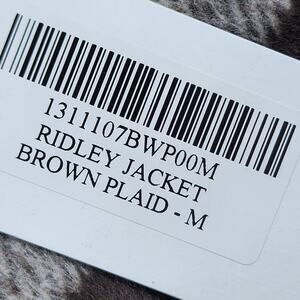 1311107BWP00M
RIDLEY JACKET
BROWN PLAID - M